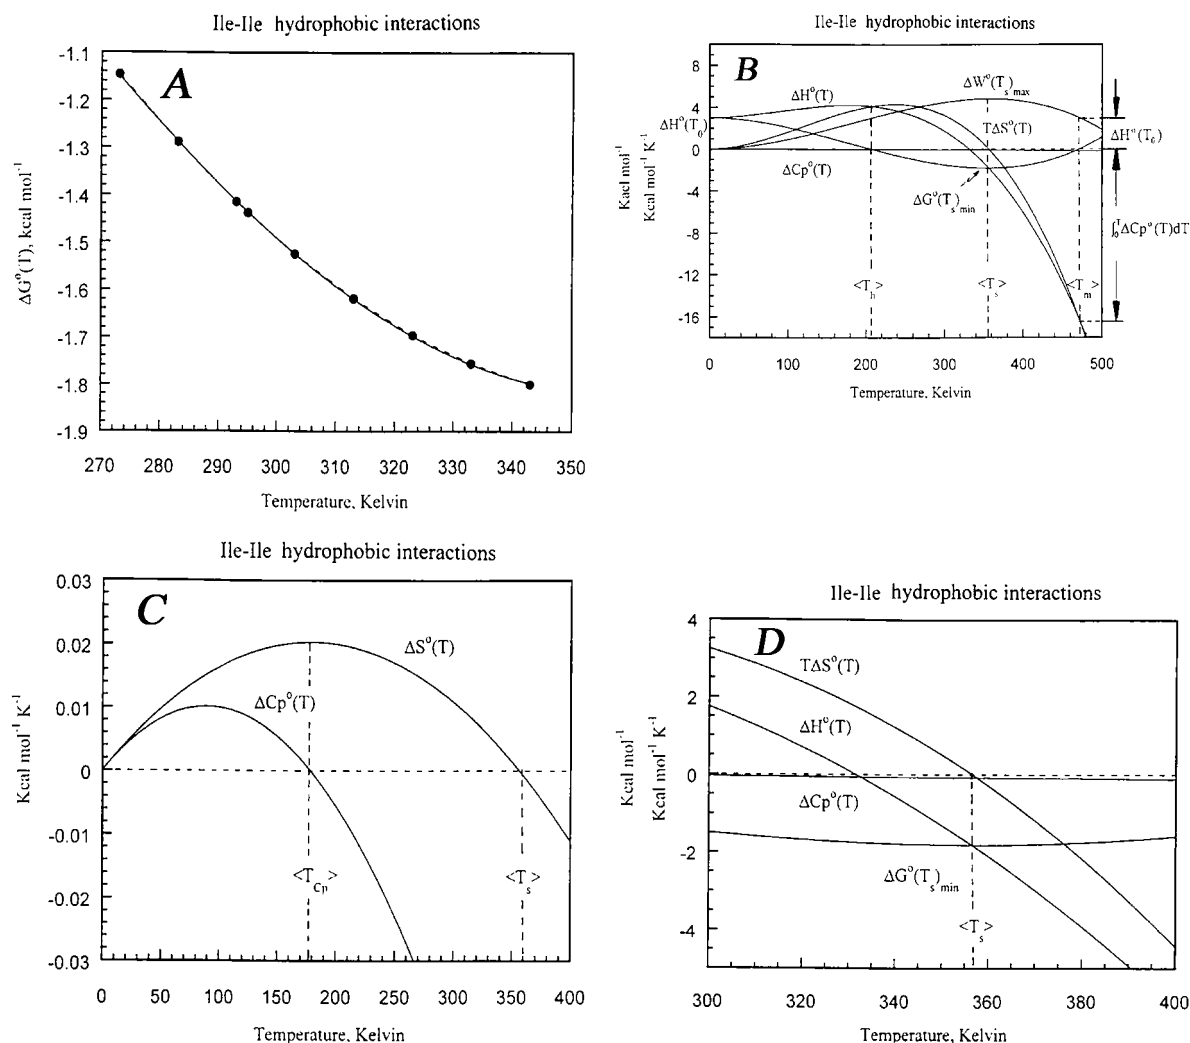 Ile-Ile hydrophobic interactions
A
ΔG°(T), kcal mol⁻¹
-1.1
-1.2
-1.3
-1.4
-1.5
-1.6
-1.7
-1.8
-1.9
270 280 290 300 310 320 330 340 350
Temperature, Kelvin
Ile-Ile hydrophobic interactions
B
Kacl mol⁻¹
Kcal mol⁻¹ K⁻¹
8
4
0
-4
-8
-12
-16
ΔH°(T₀)
ΔH°(T)
ΔW°(Tₛ)max
TΔS°(T)
ΔCp°(T)
ΔG°(Tₛ)min
ΔH°(T₀)
∫₀ᵀΔCp°(T)dT
<Tₕ>
<Tₛ>
<Tₘ>
0 100 200 300 400 500
Temperature, Kelvin
Ile-Ile hydrophobic interactions
C
Kcal mol⁻¹ K⁻¹
0.03
0.02
0.01
0
-0.01
-0.02
-0.03
ΔS°(T)
ΔCp°(T)
<T_Cp>
<Tₛ>
0 50 100 150 200 250 300 350 400
Temperature, Kelvin
Ile-Ile hydrophobic interactions
D
Kcal mol⁻¹
Kcal mol⁻¹ K⁻¹
4
2
0
-2
-4
TΔS°(T)
ΔH°(T)
ΔCp°(T)
ΔG°(Tₛ)min
<Tₛ>
300 320 340 360 380 400
Temperature, Kelvin